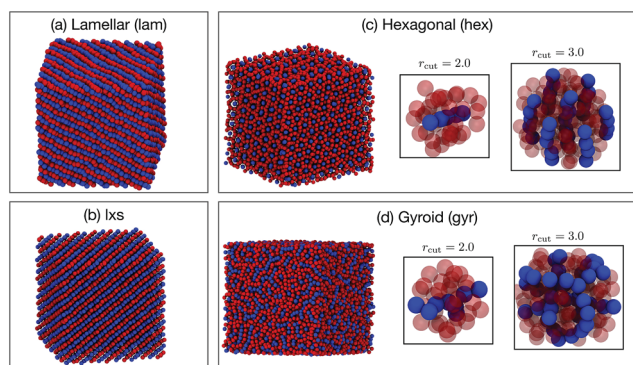 (a) Lamellar (lam)
(c) Hexagonal (hex)
r_cut = 2.0
r_cut = 3.0
(b) lxs
(d) Gyroid (gyr)
r_cut = 2.0
r_cut = 3.0